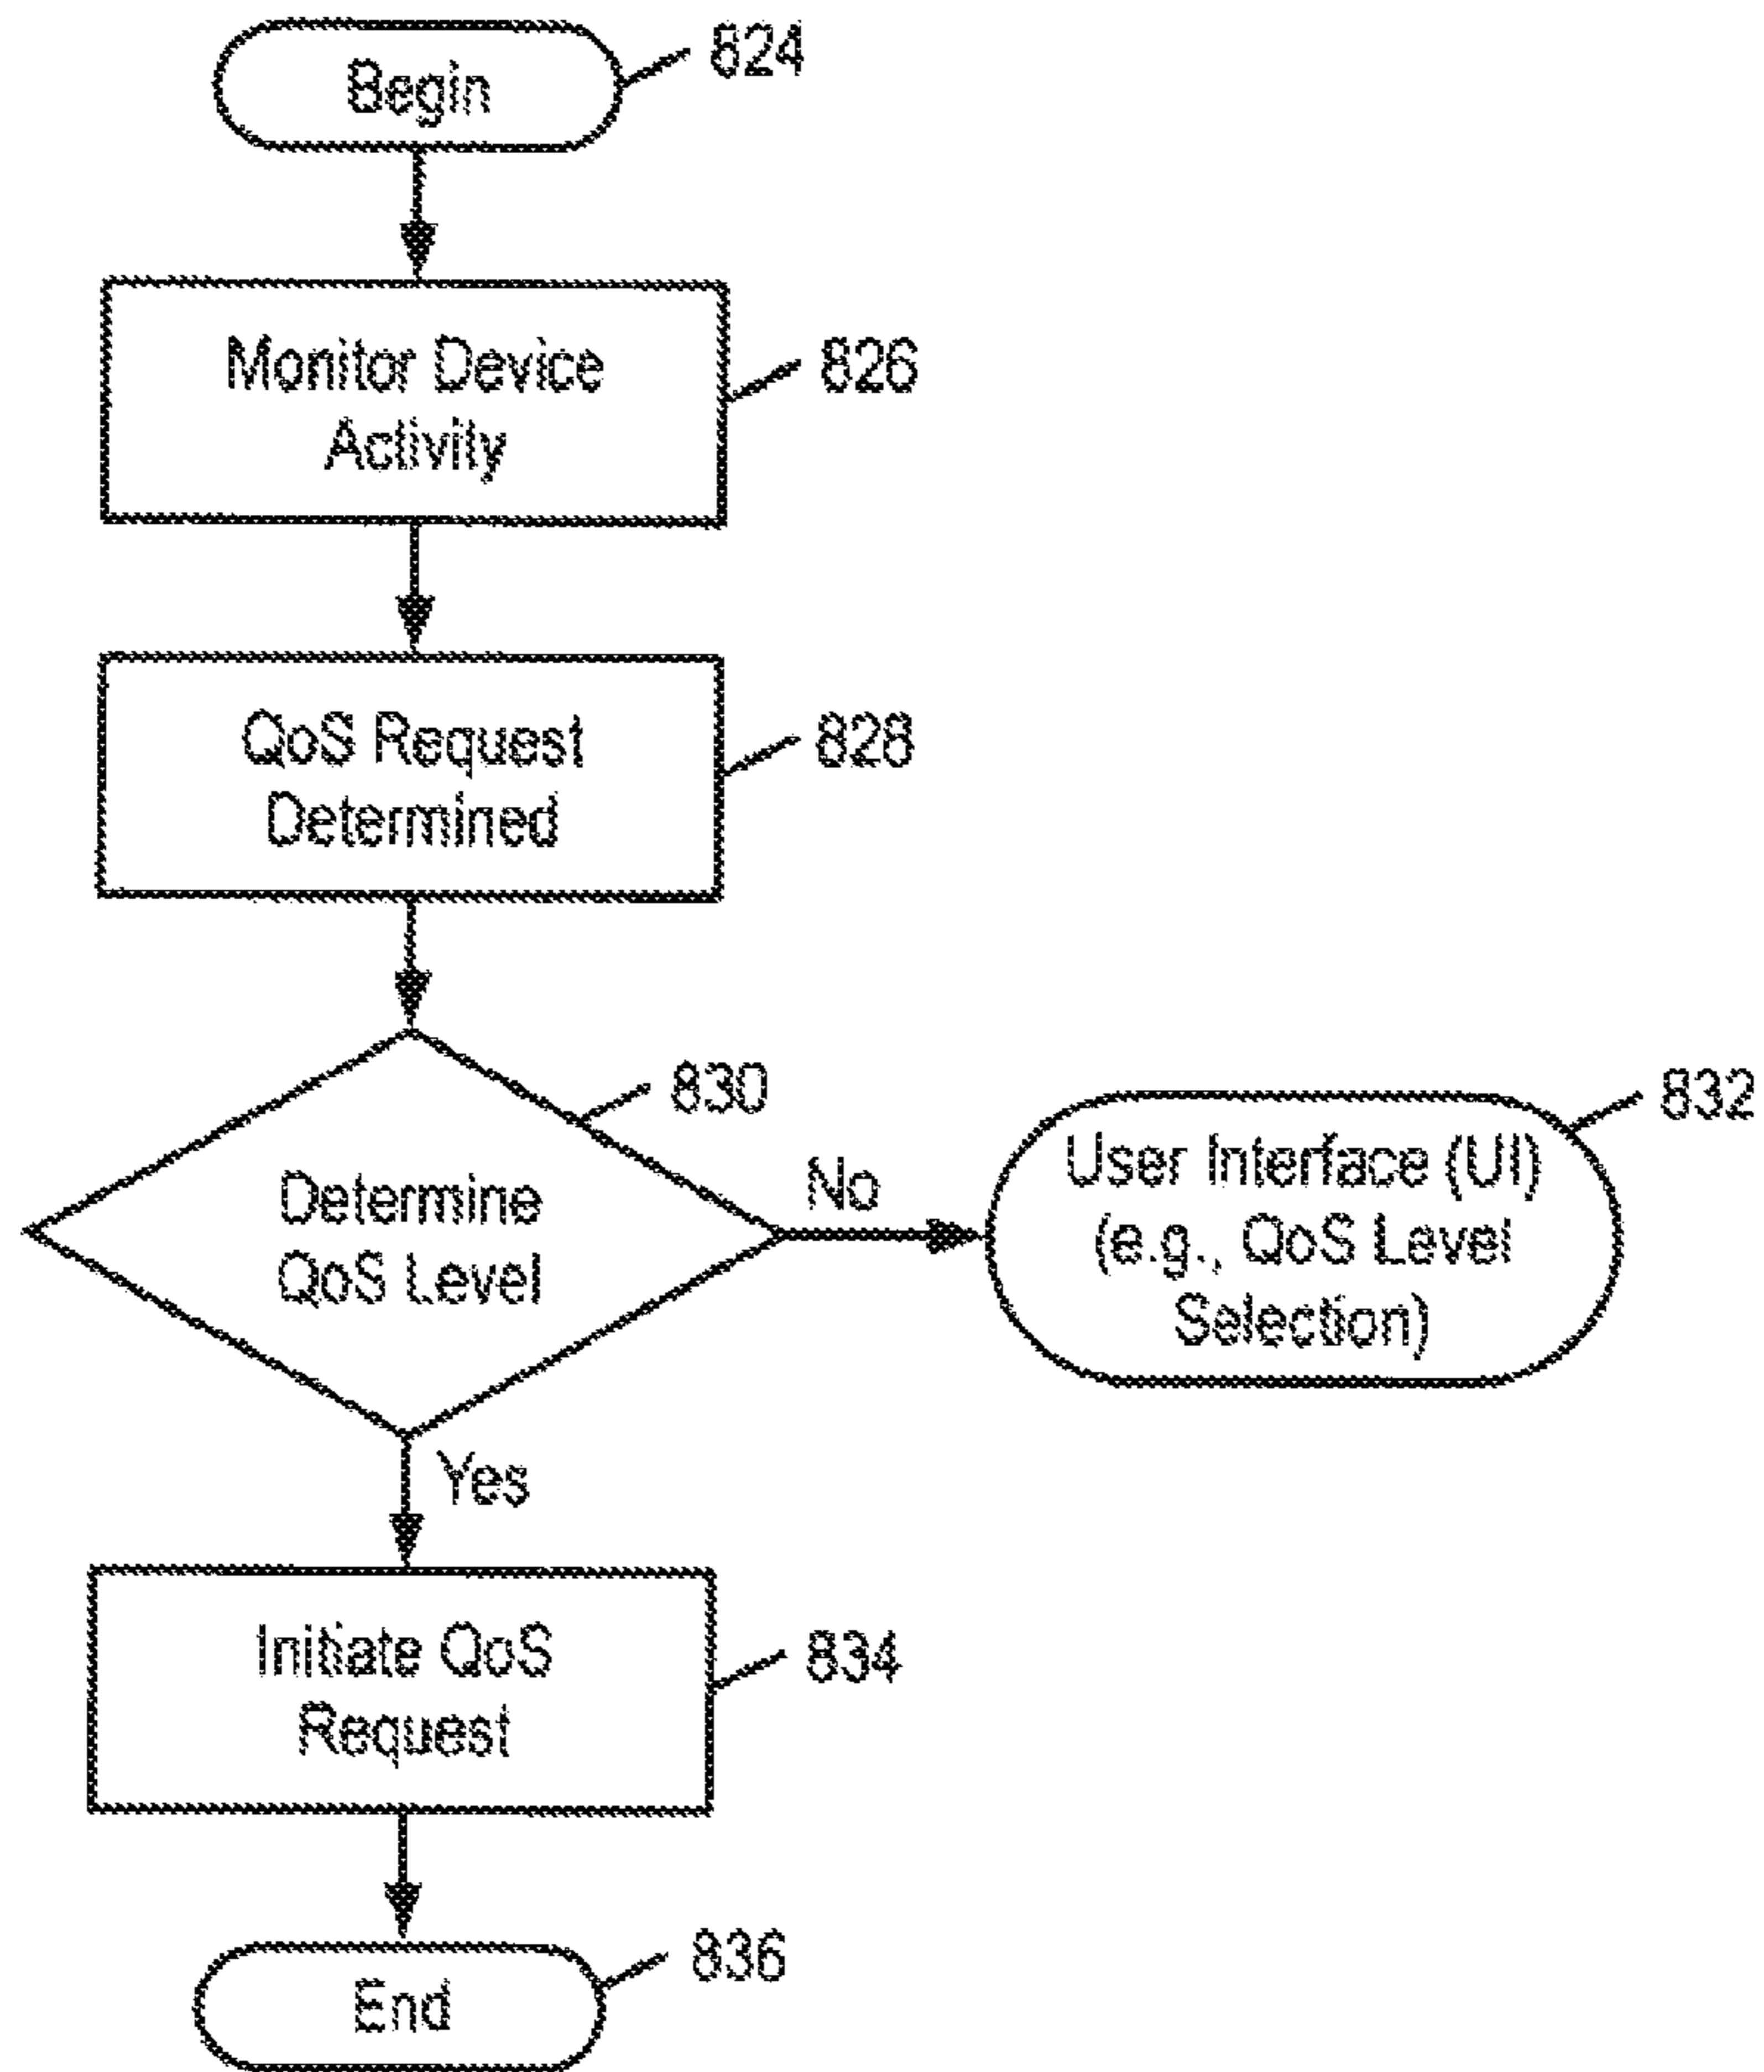 Begin
824
Monitor Device
Activity
826
QoS Request
Determined
828
Determine
QoS Level
830
No
User Interface (UI)
(e.g., QoS Level
Selection)
832
Yes
Initiate QoS
Request
834
End
836